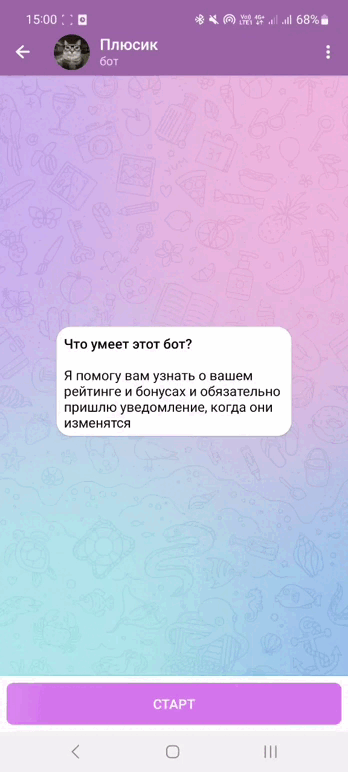 15:00
68%
Плюсик
бот
Что умеет этот бот?
Я помогу вам узнать о вашем
рейтинге и бонусах и обязательно
пришлю уведомление, когда они
изменятся
СТАРТ